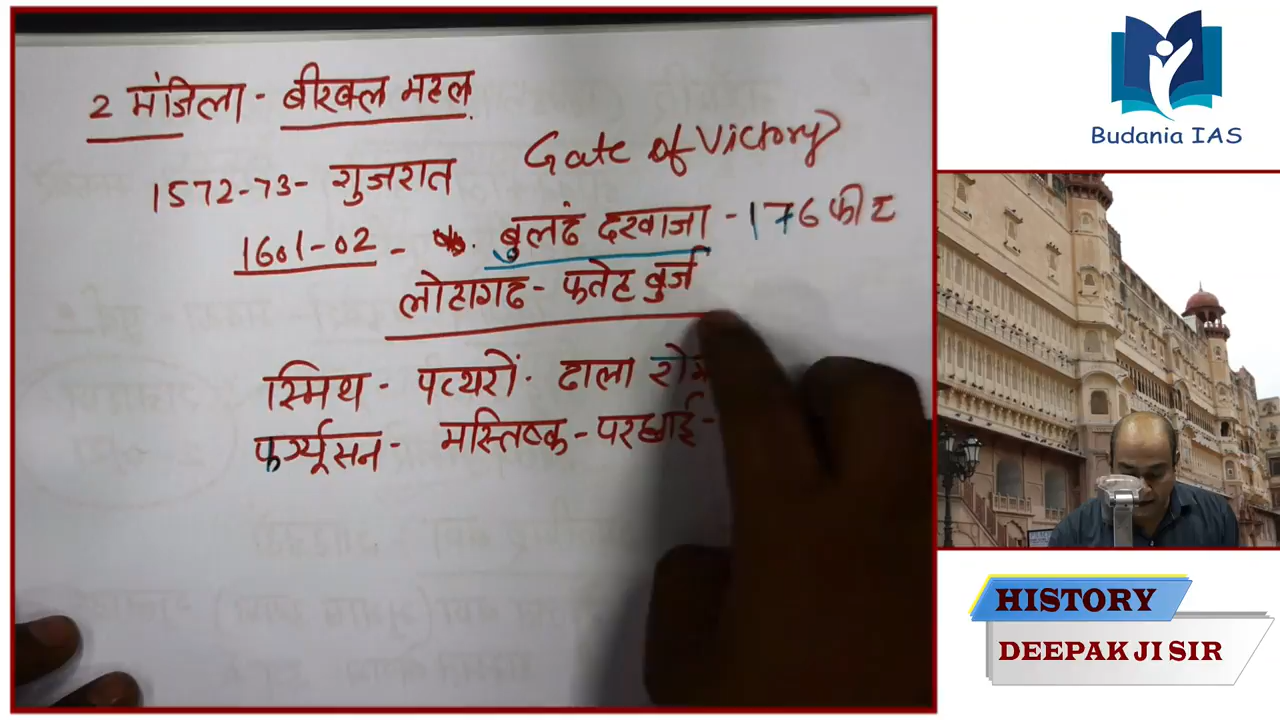 2 मंजिला - बीरबल महल
Gate of Victory
1572-73- गुजरात
1601-02 - बुलंद दरवाजा - 176 फीट
लोहागढ - फतेह बुर्ज
स्मिथ - पत्थरों - ढाला
फर्ग्यूसन - मस्तिष्क - परछाई -
Budania IAS
HISTORY
DEEPAK JI SIR